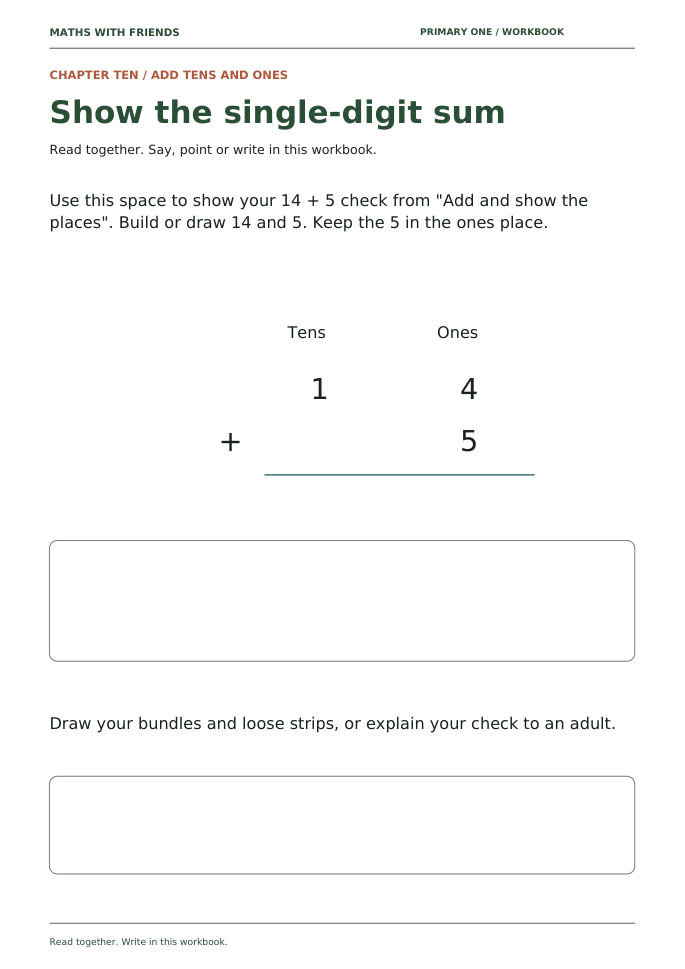 MATHS WITH FRIENDS
PRIMARY ONE / WORKBOOK
CHAPTER TEN / ADD TENS AND ONES
Show the single-digit sum
Read together. Say, point or write in this workbook.
Use this space to show your 14 + 5 check from "Add and show the
places". Build or draw 14 and 5. Keep the 5 in the ones place.
Tens Ones
1 4
+ 5
Draw your bundles and loose strips, or explain your check to an adult.
Read together. Write in this workbook.